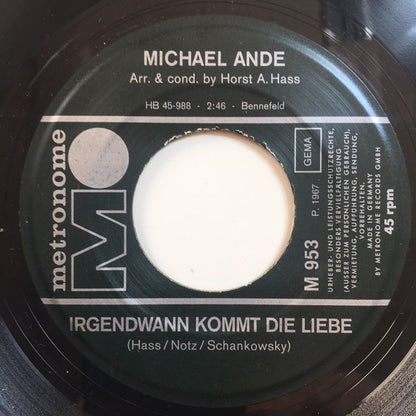 MICHAEL ANDE
Arr. & cond. by Horst A. Hass
HB 45-988 - 2:46 - Bennefeld
metronome
M
GEMA
P. 1967
M 953
URHEBER- UND LEISTUNGSSCHUTZRECHTE,
BESONDERS VERVIELFÄLTIGUNG
(AUSSER ZUM PERSÖNLICHEN GEBRAUCH),
VERMIETUNG, AUFFÜHRUNG, SENDUNG,
VORBEHALTEN.
MADE IN GERMANY
BY METRONOME RECORDS GMBH
45 rpm
IRGENDWANN KOMMT DIE LIEBE
(Hass/Notz/Schankowsky)